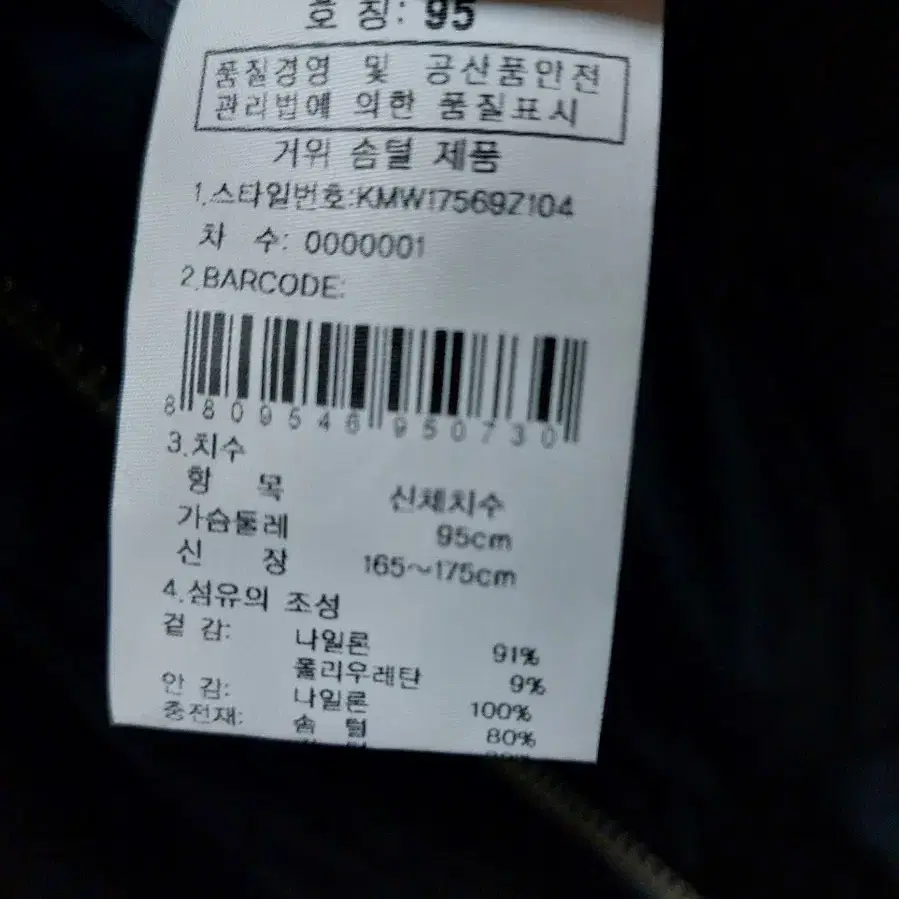 호 칭: 95
품질경영 및 공산품안전
관리법에 의한 품질표시
거위 솜털 제품
1.스타일번호:KMW17569Z104
차 수: 0000001
2.BARCODE:
8809546950730
3.치수
항 목 신체치수
가슴둘레 95cm
신 장 165~175cm
4.섬유의 조성
겉 감: 나일론 91%
폴리우레탄 9%
안 감: 나일론 100%
충전재: 솜 털 80%